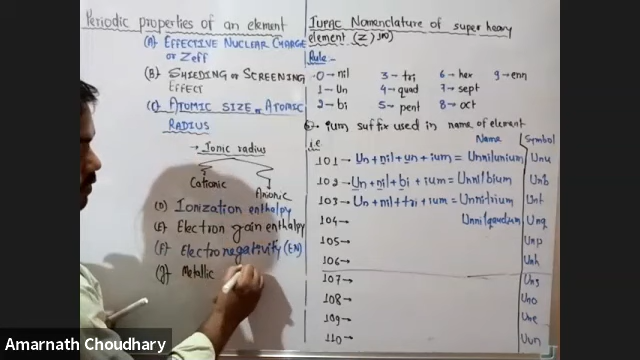 Periodic properties of an element
(A) EFFECTIVE NUCLEAR CHARGE
or Zeff
(B) SHIEDING or SCREENING
EFFECT
(C) ATOMIC SIZE or ATOMIC
RADIUS
→ Ionic radius
Cationic
Anionic
(D) Ionization enthalpy
(E) Electron gain enthalpy
(F) Electronegativity (EN)
(g) Metallic
IUPAC Nomenclature of super heavy
element (Z>100)
Rule-
0→ nil 3→ tri 6→ hex 9→ enn
1→ Un 4→ quad 7→ sept
2→ bi 5→ pent 8→ oct
ium suffix used in name of element
i.e Name Symbol
101→ Un+nil+un+ium = Unnilunium Unu
102→ Un+nil+bi+ium = Unnilbium Unb
103→ Un+nil+tri+ium = Unniltrium Unt
104→ Unnilquadium Unq
105→ Unp
106→ Unh
107→ Uns
108→ Uno
109→ Une
110→ Uun
Amarnath Choudhary